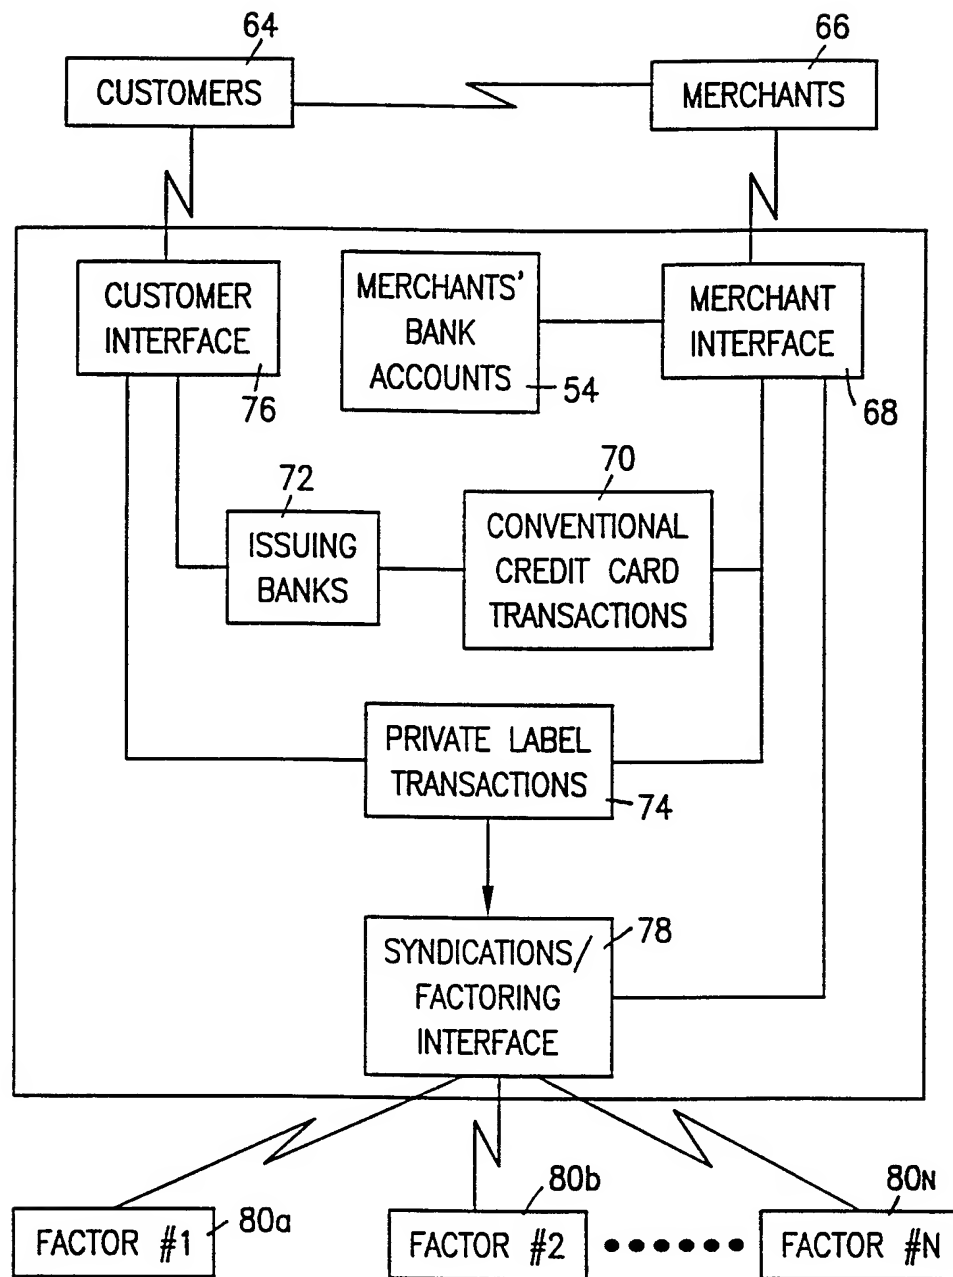 64
66
CUSTOMERS
MERCHANTS
CUSTOMER
INTERFACE
76
MERCHANTS'
BANK
ACCOUNTS
54
MERCHANT
INTERFACE
68
72
ISSUING
BANKS
70
CONVENTIONAL
CREDIT CARD
TRANSACTIONS
PRIVATE LABEL
TRANSACTIONS
74
SYNDICATIONS/
FACTORING
INTERFACE
78
FACTOR #1
80a
FACTOR #2
80b
FACTOR #N
80N